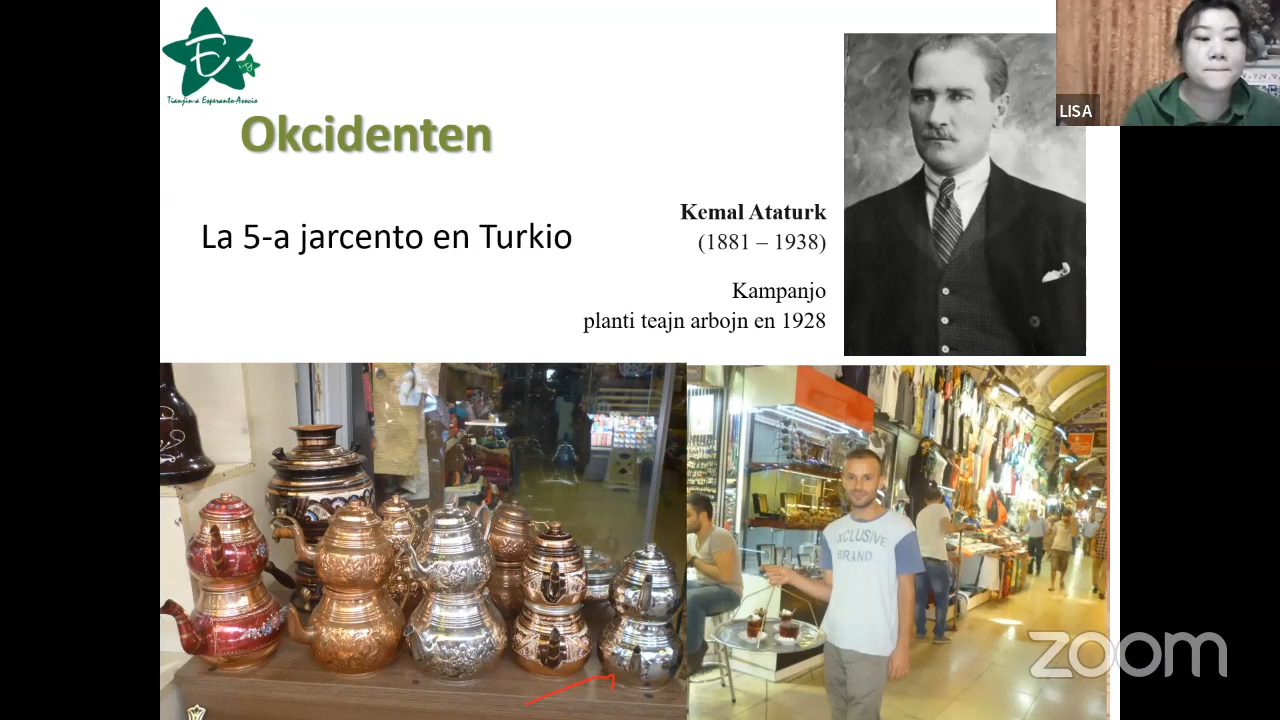 E
Tianjin-a Esperanto-Asocio
Okcidenten
La 5-a jarcento en Turkio
Kemal Ataturk
(1881 – 1938)
Kampanjo
planti teajn arbojn en 1928
LISA
EXCLUSIVE
BRAND
zoom